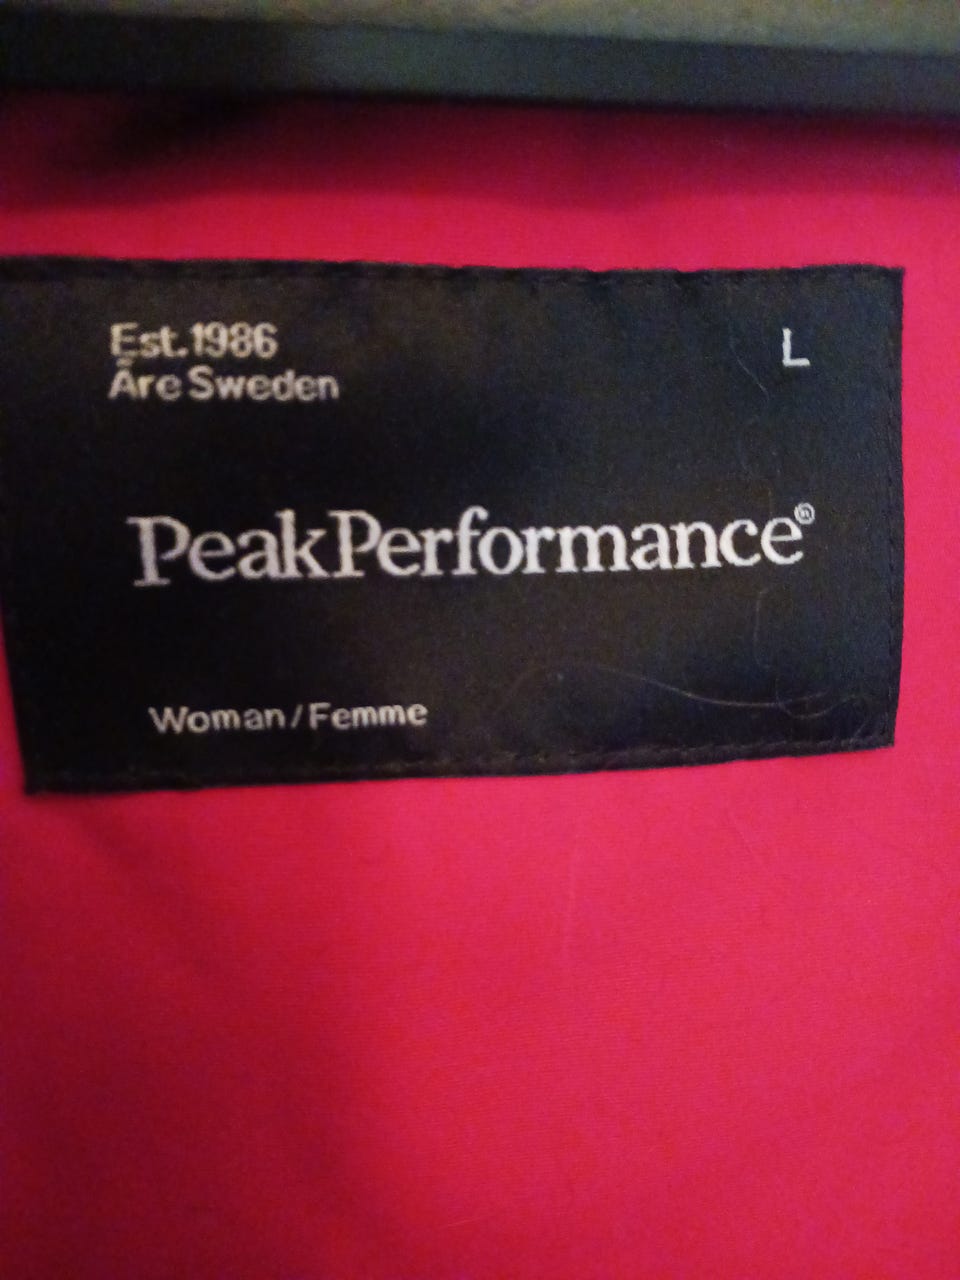 Est.1986
L
Åre Sweden
PeakPerformance®
Woman/Femme